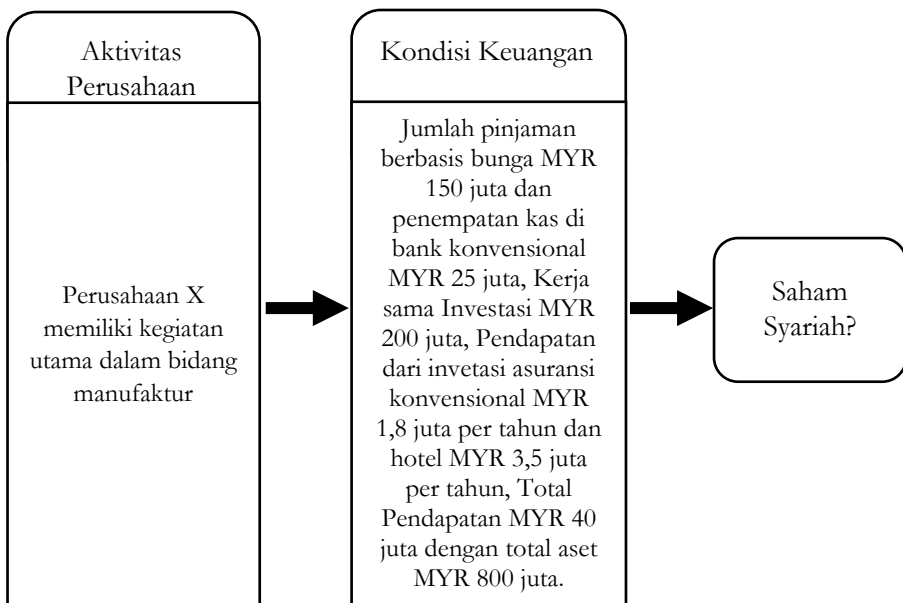 Aktivitas
Perusahaan
Perusahaan X
memiliki kegiatan
utama dalam bidang
manufaktur
Kondisi Keuangan
Jumlah pinjaman
berbasis bunga MYR
150 juta dan
penempatan kas di
bank konvensional
MYR 25 juta, Kerja
sama Investasi MYR
200 juta, Pendapatan
dari invetasi asuransi
konvensional MYR
1,8 juta per tahun dan
hotel MYR 3,5 juta
per tahun, Total
Pendapatan MYR 40
juta dengan total aset
MYR 800 juta.
Saham
Syariah?